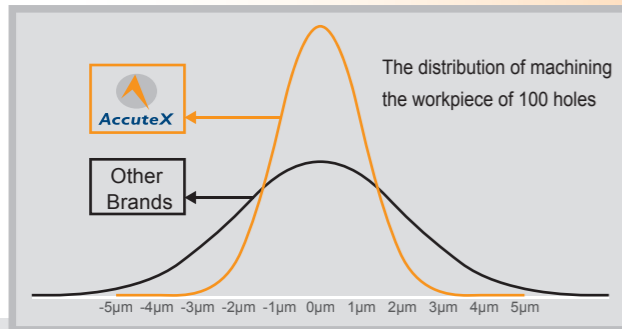 The distribution of machining
the workpiece of 100 holes
AccuteX
Other
Brands
-5μm -4μm -3μm -2μm -1μm 0μm 1μm 2μm 3μm 4μm 5μm